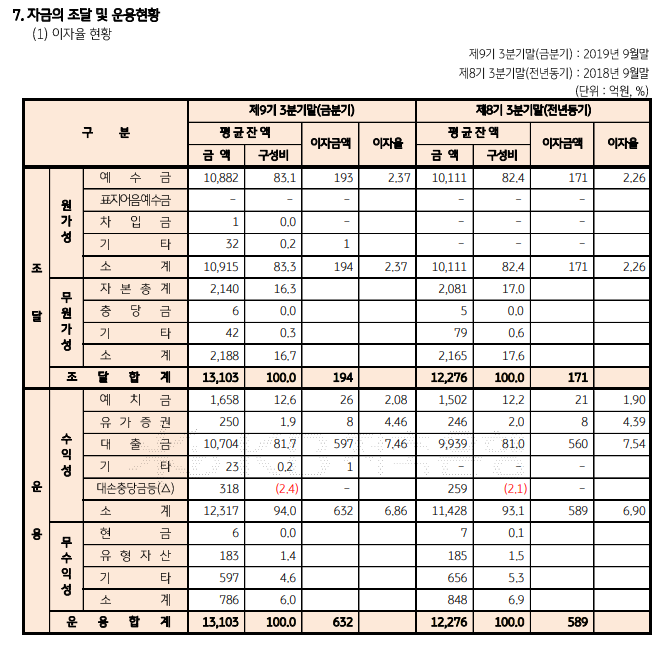 7. 자금의 조달 및 운용현황
(1) 이자율 현황
제9기 3분기말(금분기) : 2019년 9월말
제8기 3분기말(전년동기) : 2018년 9월말
(단위 : 억원, %)
구 분 제9기 3분기말(금분기) 제8기 3분기말(전년동기)
평균잔액 이자금액 이자율 평균잔액 이자금액 이자율
금 액 구성비 금 액 구성비
조달 원가성 예 수 금 10,882 83.1 193 2.37 10,111 82.4 171 2.26
표지어음예수금 - - - - - -
차 입 금 1 0.0 - - - -
기 타 32 0.2 1 - - -
소 계 10,915 83.3 194 2.37 10,111 82.4 171 2.26
무원가성 자 본 총 계 2,140 16.3 2,081 17.0
충 당 금 6 0.0 5 0.0
기 타 42 0.3 79 0.6
소 계 2,188 16.7 2,165 17.6
조 달 합 계 13,103 100.0 194 12,276 100.0 171
운용 수익성 예 치 금 1,658 12.6 26 2.08 1,502 12.2 21 1.90
유 가 증 권 250 1.9 8 4.46 246 2.0 8 4.39
대 출 금 10,704 81.7 597 7.46 9,939 81.0 560 7.54
기 타 23 0.2 1 - - -
대손충당금등(△) 318 (2.4) - 259 (2.1) -
소 계 12,317 94.0 632 6.86 11,428 93.1 589 6.90
무수익성 현 금 6 0.0 7 0.1
유 형 자 산 183 1.4 185 1.5
기 타 597 4.6 656 5.3
소 계 786 6.0 848 6.9
운 용 합 계 13,103 100.0 632 12,276 100.0 589